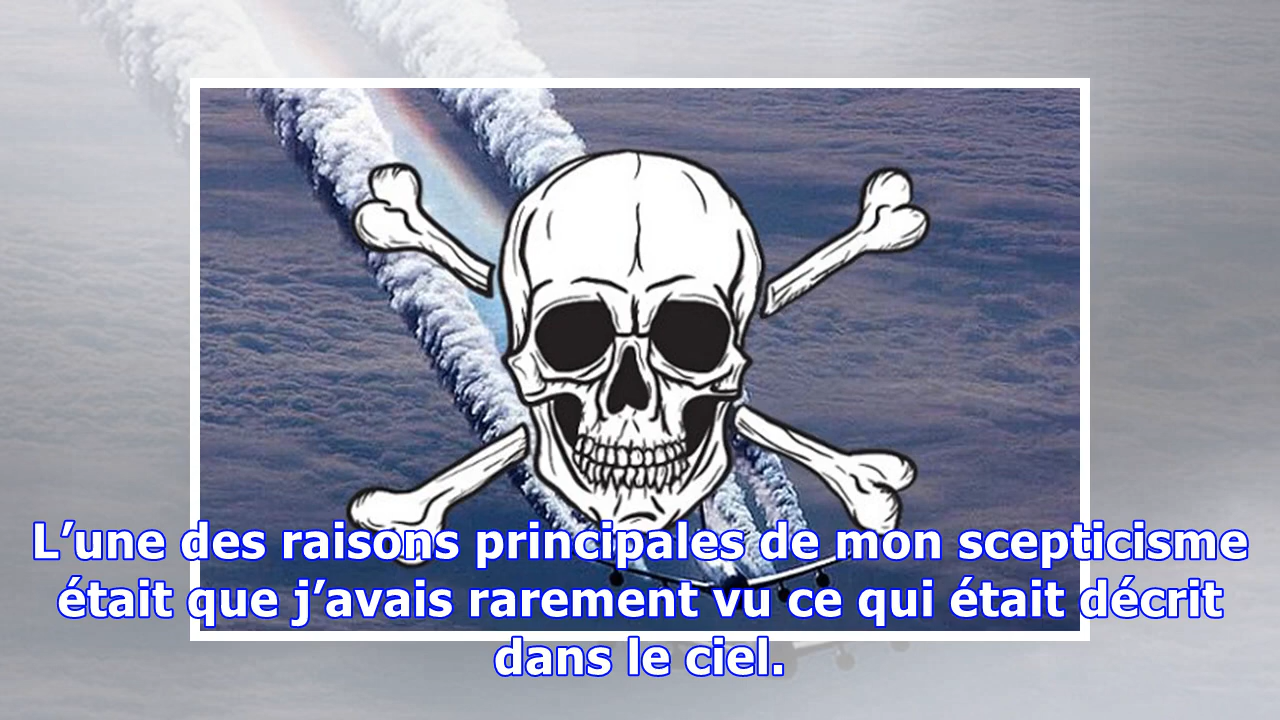 L’une des raisons principales de mon scepticisme
était que j’avais rarement vu ce qui était décrit
dans le ciel.